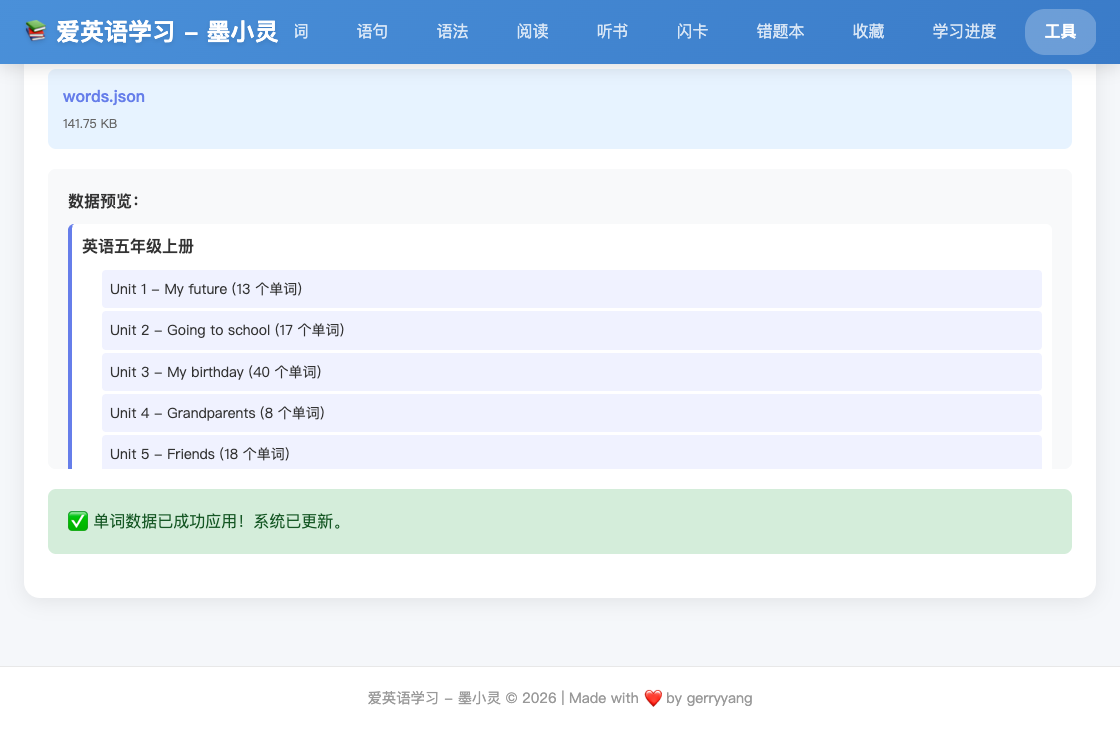 📚 爱英语学习 – 墨小灵 词 语句 语法 阅读 听书 闪卡 错题本 收藏 学习进度 工具
words.json
141.75 KB
数据预览：
英语五年级上册
Unit 1 – My future (13 个单词)
Unit 2 – Going to school (17 个单词)
Unit 3 – My birthday (40 个单词)
Unit 4 – Grandparents (8 个单词)
Unit 5 – Friends (18 个单词)
✅ 单词数据已成功应用！系统已更新。
爱英语学习 – 墨小灵 © 2026 | Made with ❤️ by gerryyang